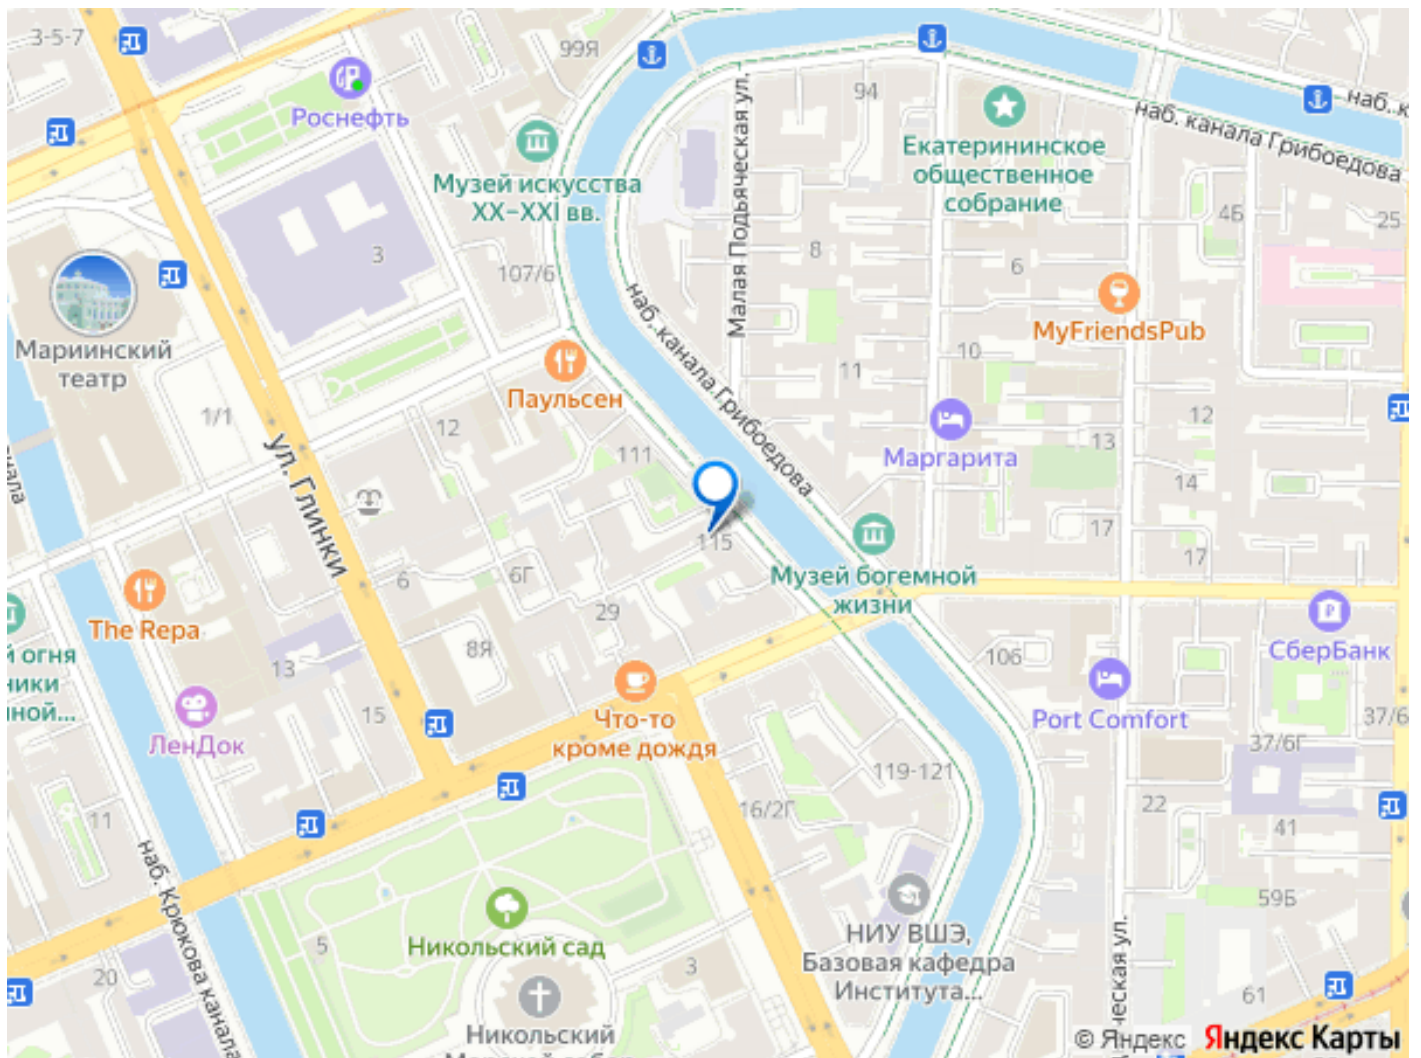 3-5-7
99Я
Роснефть
94
наб. к
наб. канала Грибоедова
Екатерининское
общественное
собрание
Музей искусства
XX–XXI вв.
Малая Подьяческая ул.
4Б
25
3
107/6
8
6
MyFriendsPub
наб. канала Грибоедова
Мариинский
театр
Паульсен
10
11
1/1
12
12
13
Маргарита
ул. Глинки
111
14
17
17
115
Музей богемной
жизни
6
6Г
29
The Repa
СберБанк
й огня
ники
нной...
8Я
13
106
Port Comfort
15
ЛенДок
Что-то
кроме дождя
37/6
37/6Г
119-121
16/2Г
22
41
11
наб. Крюкова канала
59Б
Никольский сад
5
НИУ ВШЭ,
Базовая кафедра
Института...
3
20
ческая ул.
61
Никольский
© Яндекс Яндекс Карты